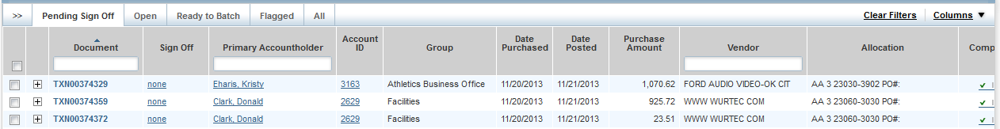 >> Pending Sign Off Open Ready to Batch Flagged All Clear Filters Columns ▼
Document Sign Off Primary Accountholder Account ID Group Date Purchased Date Posted Purchase Amount Vendor Allocation Comp
TXN00374329 none Eharis, Kristy 3163 Athletics Business Office 11/20/2013 11/21/2013 1,070.62 FORD AUDIO VIDEO-OK CIT AA 3 23030-3902 PO#:
TXN00374359 none Clark, Donald 2629 Facilities 11/20/2013 11/21/2013 925.72 WWW WURTEC COM AA 3 23060-3030 PO#:
TXN00374372 none Clark, Donald 2629 Facilities 11/20/2013 11/21/2013 23.51 WWW WURTEC COM AA 3 23060-3030 PO#: